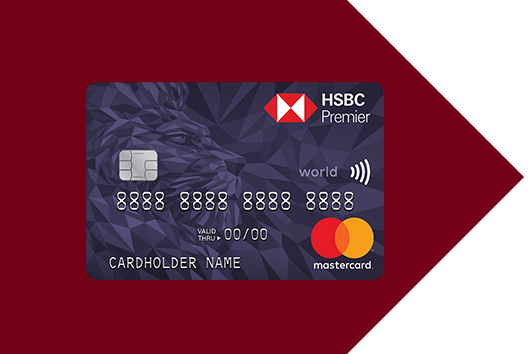 HSBC
Premier
world
8888 8888 8888 8888
VALID
THRU ▸ 00/00
CARDHOLDER NAME
mastercard.